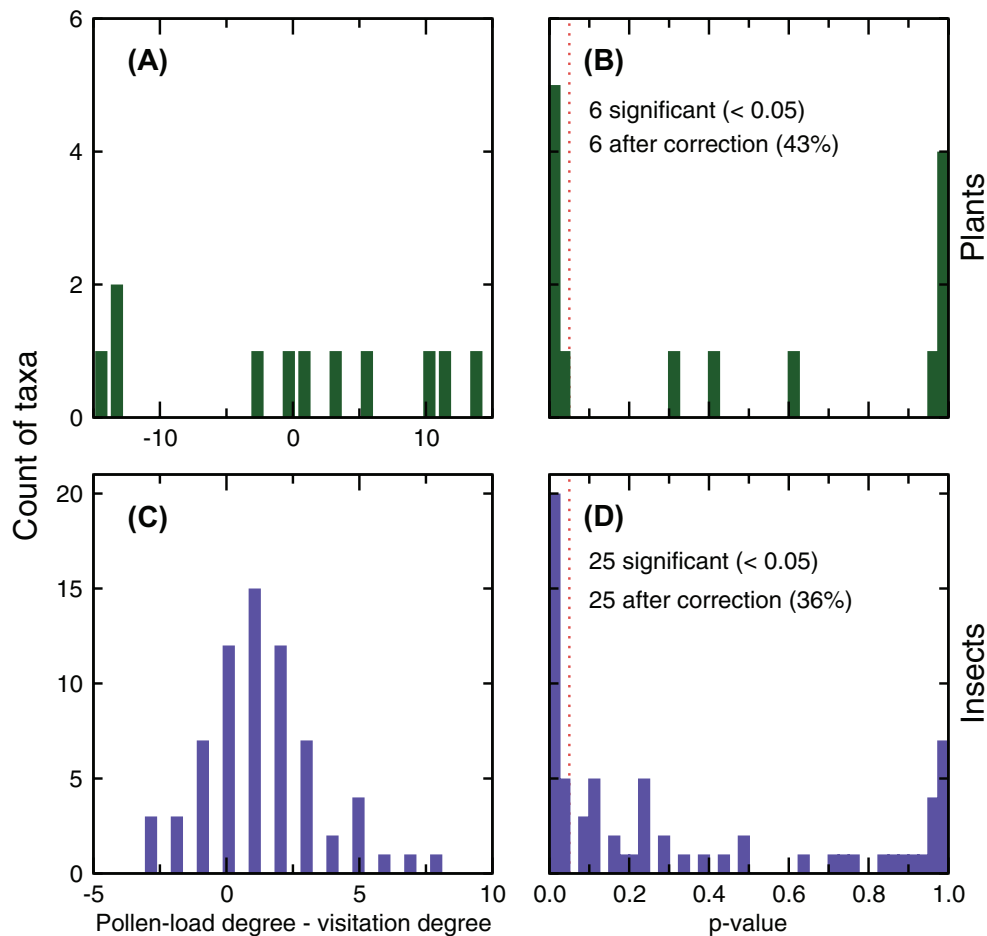 (A)
6
4
2
0
-10
0
10
(B)
6 significant (< 0.05)
6 after correction (43%)
Plants
Count of taxa
(C)
20
15
10
5
0
-5
0
5
10
Pollen-load degree - visitation degree
(D)
25 significant (< 0.05)
25 after correction (36%)
0.0
0.2
0.4
0.6
0.8
1.0
p-value
Insects